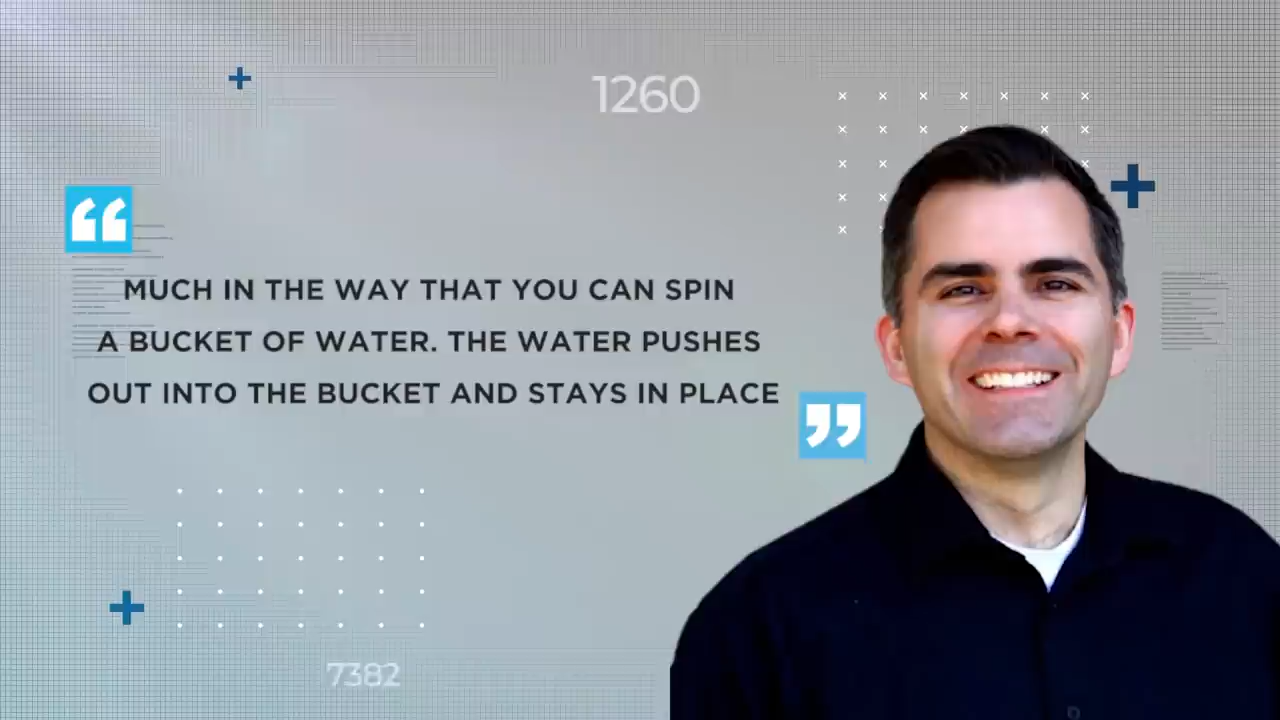 1260
“
MUCH IN THE WAY THAT YOU CAN SPIN
A BUCKET OF WATER. THE WATER PUSHES
OUT INTO THE BUCKET AND STAYS IN PLACE
”
7382